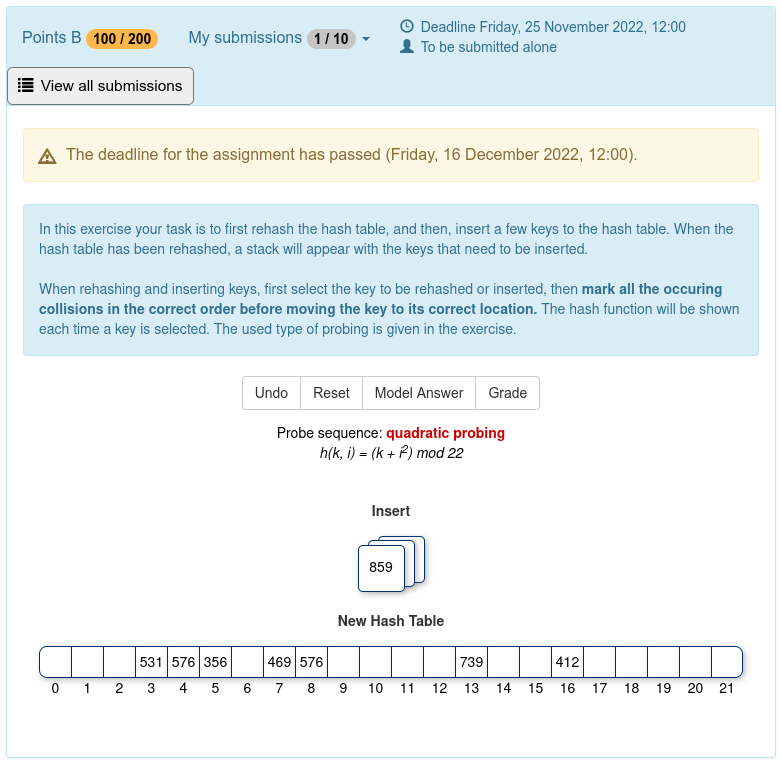 Points B 100 / 200 My submissions 1 / 10
Deadline Friday, 25 November 2022, 12:00
To be submitted alone
View all submissions
The deadline for the assignment has passed (Friday, 16 December 2022, 12:00).
In this exercise your task is to first rehash the hash table, and then, insert a few keys to the hash table. When the
hash table has been rehashed, a stack will appear with the keys that need to be inserted.
When rehashing and inserting keys, first select the key to be rehashed or inserted, then mark all the occuring
collisions in the correct order before moving the key to its correct location. The hash function will be shown
each time a key is selected. The used type of probing is given in the exercise.
Undo Reset Model Answer Grade
Probe sequence: quadratic probing
h(k, i) = (k + i²) mod 22
Insert
859
New Hash Table
531 576 356 469 576 739 412
0 1 2 3 4 5 6 7 8 9 10 11 12 13 14 15 16 17 18 19 20 21